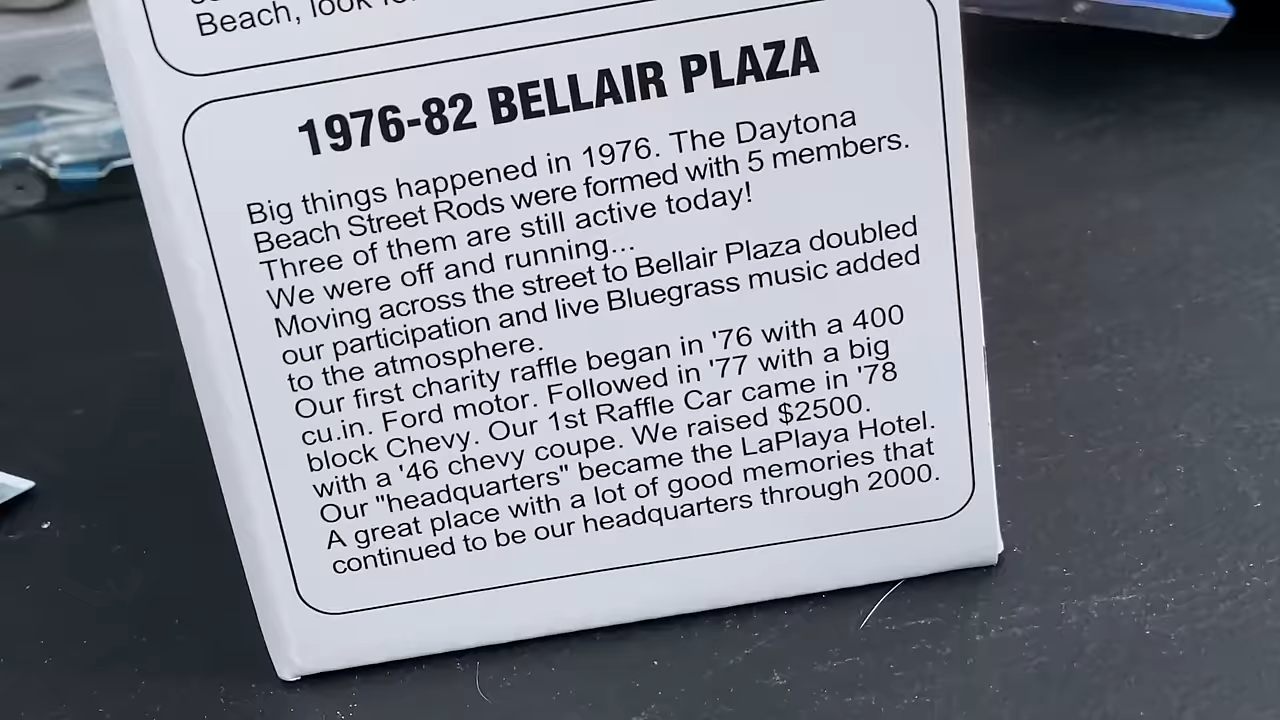 Beach, look
1976-82 BELLAIR PLAZA
Big things happened in 1976. The Daytona
Beach Street Rods were formed with 5 members.
Three of them are still active today!
We were off and running...
Moving across the street to Bellair Plaza doubled
our participation and live Bluegrass music added
to the atmosphere.
Our first charity raffle began in '76 with a 400
cu.in. Ford motor. Followed in '77 with a big
block Chevy. Our 1st Raffle Car came in '78
with a '46 chevy coupe. We raised $2500.
Our "headquarters" became the LaPlaya Hotel.
A great place with a lot of good memories that
continued to be our headquarters through 2000.